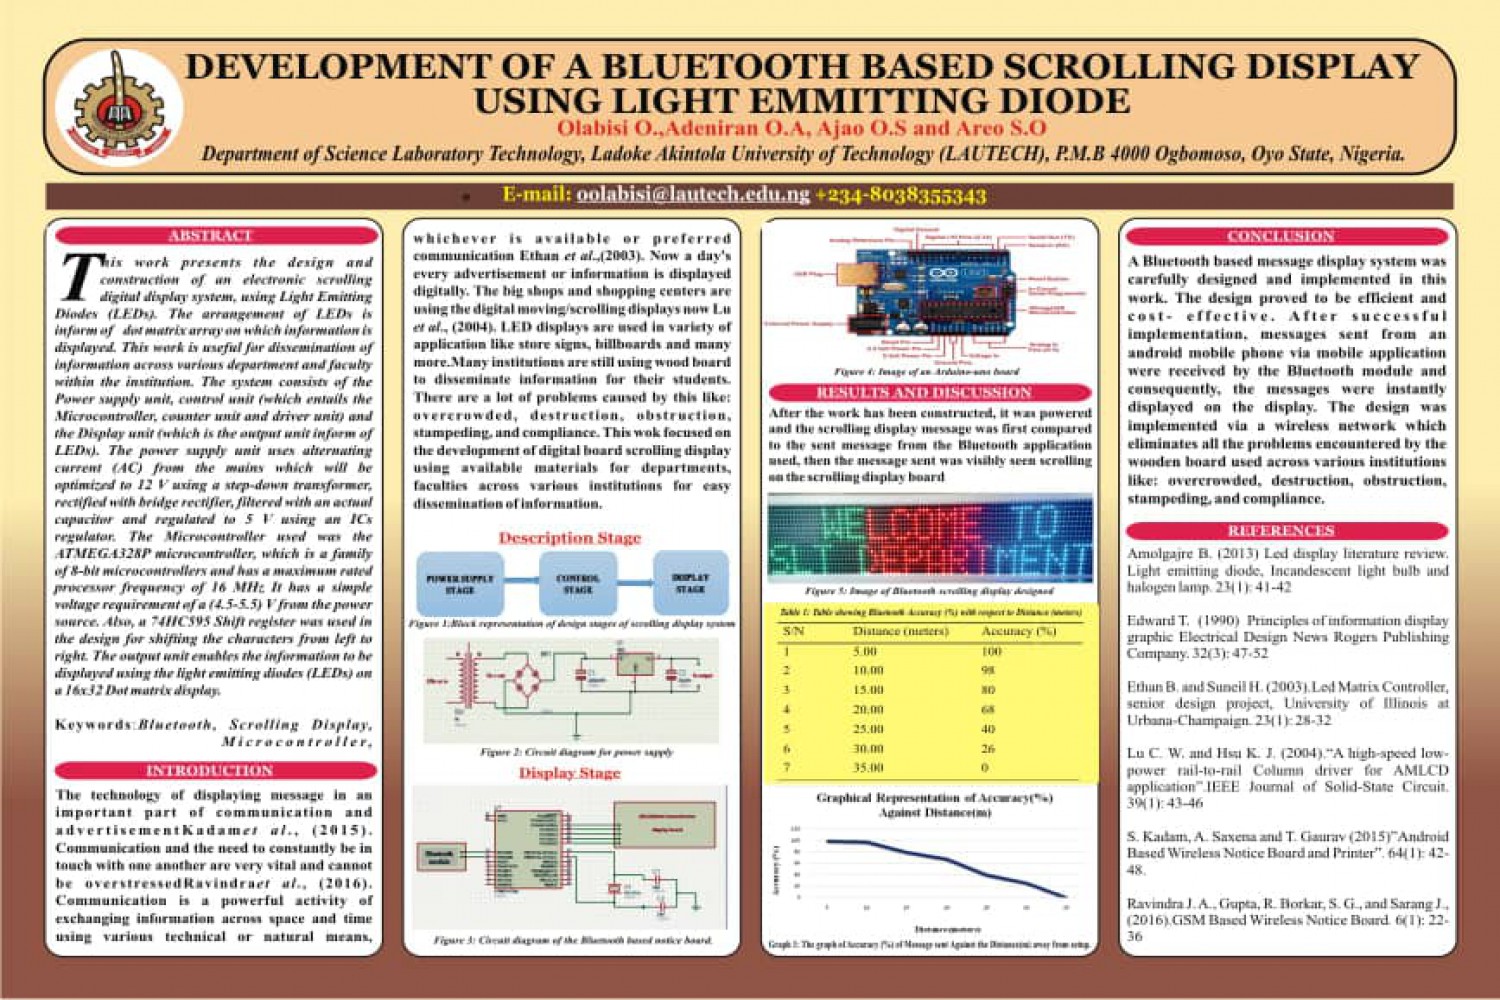 DEVELOPMENT OF A BLUETOOTH BASED SCROLLING DISPLAY
USING LIGHT EMMITTING DIODE
Olabisi O.,Adeniran O.A, Ajao O.S and Areo S.O
Department of Science Laboratory Technology, Ladoke Akintola University of Technology (LAUTECH), P.M.B 4000 Ogbomoso, Oyo State, Nigeria.
E-mail: oolabisi@lautech.edu.ng +234-8038355343
ABSTRACT
This work presents the design and
construction of an electronic scrolling
digital display system, using Light Emitting
Diodes (LEDs). The arrangement of LEDs is
inform of dot matrix array on which information is
displayed. This work is useful for dissemination of
information across various department and faculty
within the institution. The system consists of the
Power supply unit, control unit (which entails the
Microcontroller, counter unit and driver unit) and
the Display unit (which is the output unit inform of
LEDs). The power supply unit uses alternating
current (AC) from the mains which will be
optimized to 12 V using a step-down transformer,
rectified with bridge rectifier, filtered with an actual
capacitor and regulated to 5 V using an ICs
regulator. The Microcontroller used was the
ATMEGA328P microcontroller, which is a family
of 8-bit microcontrollers and has a maximum rated
processor frequency of 16 MHz. It has a simple
voltage requirement of a (4.5-5.5) V from the power
source. Also, a 74HC595 Shift register was used in
the design for shifting the characters from left to
right. The output unit enables the information to be
displayed using the light emitting diodes (LEDs) on
a 16x32 Dot matrix display.
Keywords:Bluetooth, Scrolling Display,
Microcontroller,
INTRODUCTION
The technology of displaying message in an
important part of communication and
advertisementKadamet al., (2015).
Communication and the need to constantly be in
touch with one another are very vital and cannot
be overstressedRavindraet al., (2016).
Communication is a powerful activity of
exchanging information across space and time
using various technical or natural means,
whichever is available or preferred
communication Ethan et al.,(2003). Now a day's
every advertisement or information is displayed
digitally. The big shops and shopping centers are
using the digital moving/scrolling displays now Lu
et al., (2004). LED displays are used in variety of
application like store signs, billboards and many
more.Many institutions are still using wood board
to disseminate information for their students.
There are a lot of problems caused by this like:
overcrowded, destruction, obstruction,
stampeding, and compliance. This wok focused on
the development of digital board scrolling display
using available materials for departments,
faculties across various institutions for easy
dissemination of information.
Description Stage
POWER SUPPLY STAGE
CONTROL STAGE
DISPLAY STAGE
Figure 1:Block representation of design stages of scrolling display system
Figure 2: Circuit diagram for power supply
Display Stage
Bluetooth module
Figure 3: Circuit diagram of the Bluetooth based notice board.
Figure 4: Image of an Arduino-uno board
RESULTS AND DISCUSSION
After the work has been constructed, it was powered
and the scrolling display message was first compared
to the sent message from the Bluetooth application
used, then the message sent was visibly seen scrolling
on the scrolling display board
WELCOME TO
SLT DEPARTMENT
Figure 5: Image of Bluetooth scrolling display designed
Table 1: Table showing Bluetooth Accuracy (%) with respect to Distance (meters)
S/N Distance (meters) Accuracy (%)
1 5.00 100
2 10.00 98
3 15.00 80
4 20.00 68
5 25.00 40
6 30.00 26
7 35.00 0
Graphical Representation of Accuracy(%)
Against Distance(m)
Accuracy (%)
Distance(meters)
Graph 1: The graph of Accuracy (%) of Message sent Against the Distance(m) away from setup.
CONCLUSION
A Bluetooth based message display system was
carefully designed and implemented in this
work. The design proved to be efficient and
cost- effective. After successful
implementation, messages sent from an
android mobile phone via mobile application
were received by the Bluetooth module and
consequently, the messages were instantly
displayed on the display. The design was
implemented via a wireless network which
eliminates all the problems encountered by the
wooden board used across various institutions
like: overcrowded, destruction, obstruction,
stampeding, and compliance.
REFERENCES
Amolgajre B. (2013) Led display literature review.
Light emitting diode, Incandescent light bulb and
halogen lamp. 23(1): 41-42
Edward T. (1990) Principles of information display
graphic Electrical Design News Rogers Publishing
Company. 32(3): 47-52
Ethan B. and Suneil H. (2003).Led Matrix Controller,
senior design project, University of Illinois at
Urbana-Champaign. 23(1): 28-32
Lu C. W. and Hsu K. J. (2004)."A high-speed low-
power rail-to-rail Column driver for AMLCD
application".IEEE Journal of Solid-State Circuit.
39(1): 43-46
S. Kadam, A. Saxena and T. Gaurav (2015)"Android
Based Wireless Notice Board and Printer". 64(1): 42-
48.
Ravindra J. A., Gupta, R. Borkar, S. G., and Sarang J.,
(2016).GSM Based Wireless Notice Board. 6(1): 22-
36